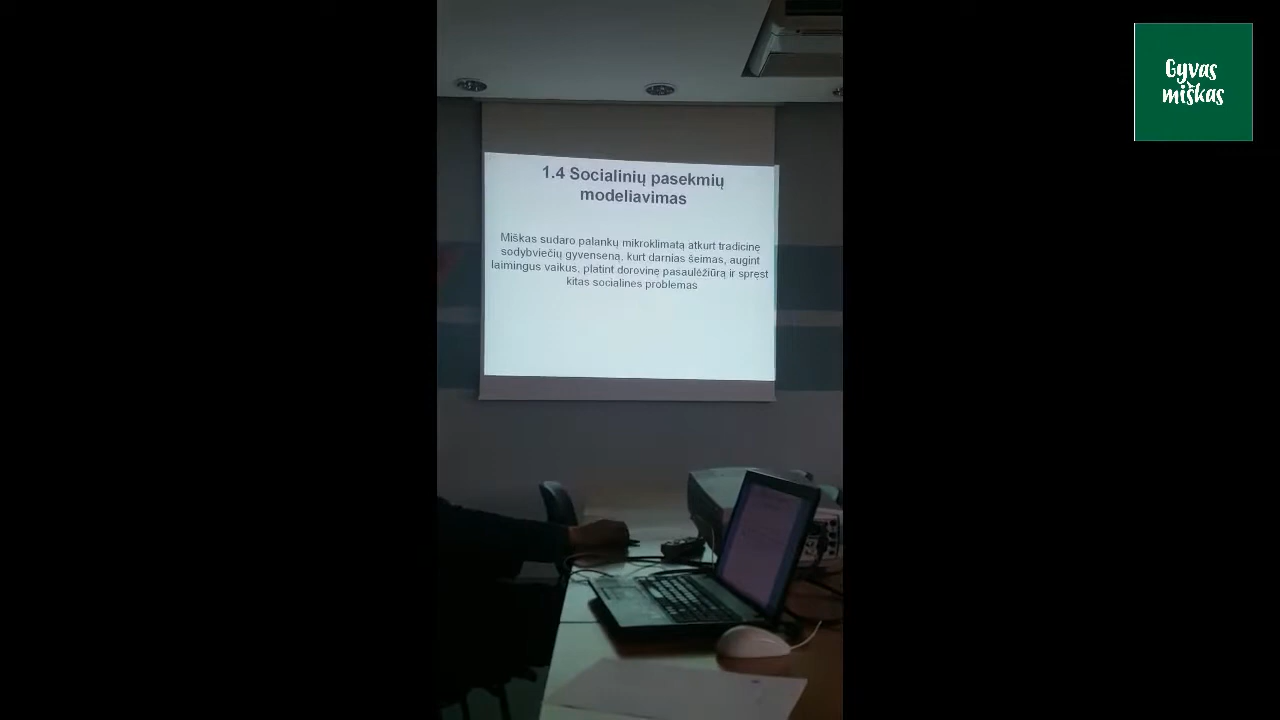 1.4 Socialinių pasekmių
modeliavimas
Miškas sudaro palankų mikroklimatą atkurt tradicinę
sodybviečių gyvenseną, kurt darnias šeimas, augint
laimingus vaikus, platint dorovinę pasaulėžiūrą ir spręst
kitas socialines problemas
Gyvas
miškas